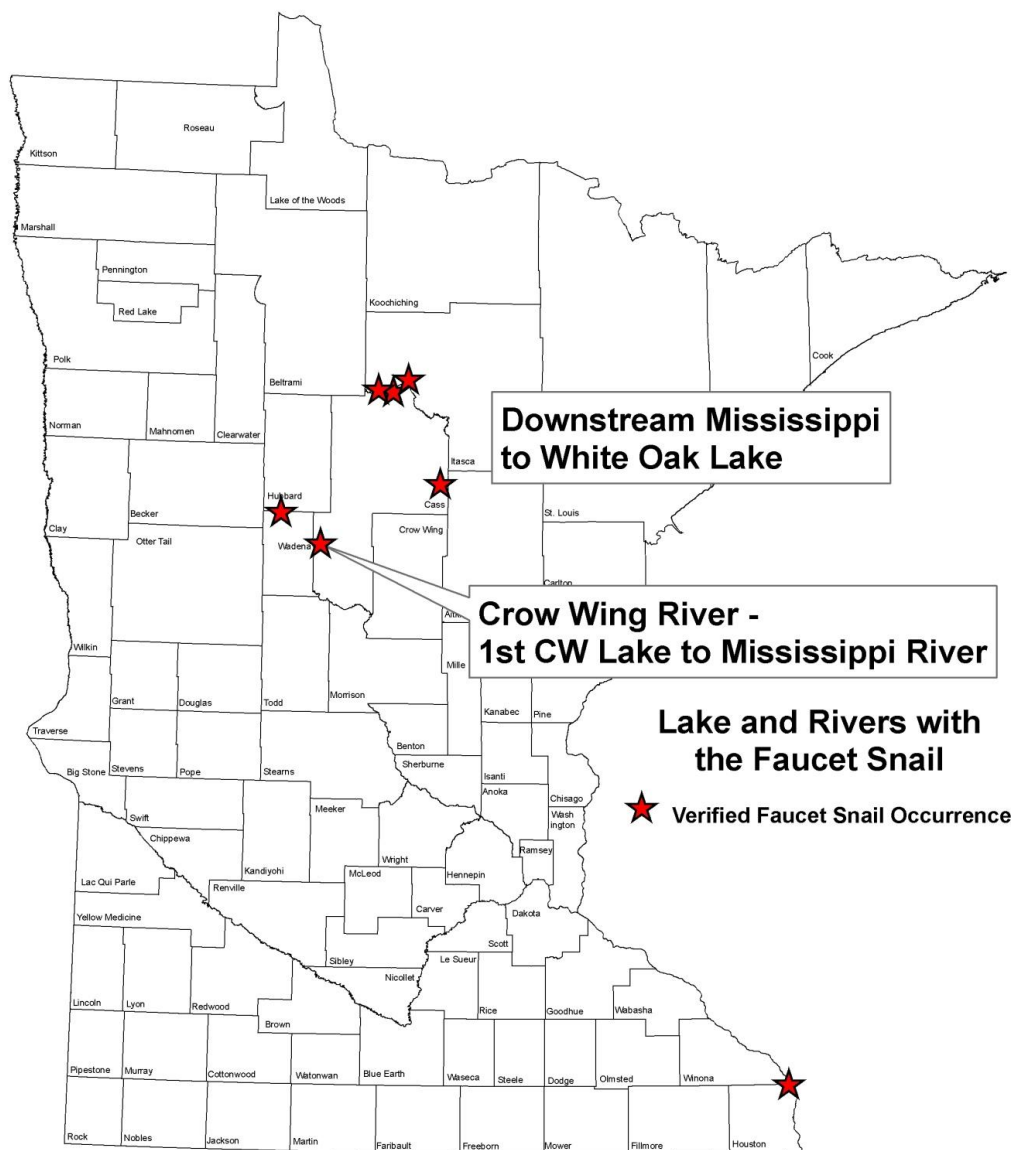 Roseau
Kittson
Lake of the Woods
Marshall
Pennington
Koochiching
Red Lake
Polk
Cook
Beltrami
Downstream Mississippi
to White Oak Lake
Norman
Mahnomen
Clearwater
Itasca
Hubbard
Cass
Becker
St. Louis
Clay
Crow Wing
Otter Tail
Wadena
Carlton
Crow Wing River -
1st CW Lake to Mississippi River
Aitk
Wilkin
Mille
Grant
Douglas
Todd
Morrison
Kanabec
Pine
Lake and Rivers with
the Faucet Snail
Traverse
Benton
Sherburne
Big Stone
Stevens
Pope
Stearns
Isanti
Anoka
Chisago
Verified Faucet Snail Occurrence
Meeker
Wash
ington
Swift
Chippewa
Ramsey
Wright
Kandiyohi
McLeod
Hennepin
Lac Qui Parle
Renville
Carver
Dakota
Yellow Medicine
Scott
Sibley
Le Sueur
Nicollet
Lincoln
Lyon
Redwood
Rice
Goodhue
Wabasha
Brown
Pipestone
Murray
Cottonwood
Watonwan
Blue Earth
Waseca
Steele
Dodge
Olmsted
Winona
Rock
Nobles
Jackson
Martin
Faribault
Freeborn
Mower
Fillmore
Houston